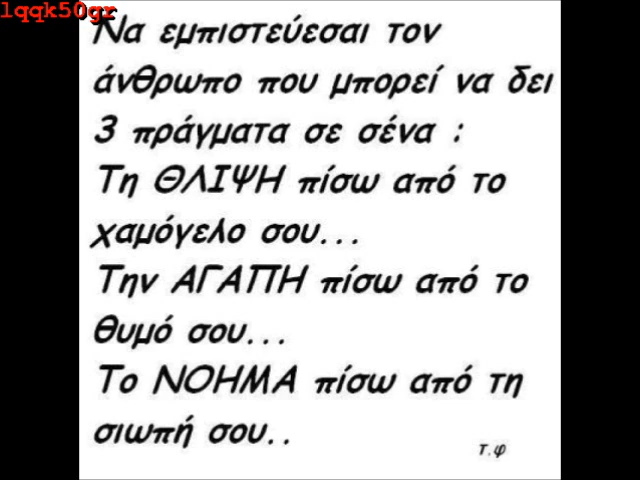 1qqk50gr
Να εμπιστεύεσαι τον
άνθρωπο που μπορεί να δει
3 πράγματα σε σένα :
Τη ΘΛΙΨΗ πίσω από το
χαμόγελο σου...
Την ΑΓΑΠΗ πίσω από το
θυμό σου...
Το ΝΟΗΜΑ πίσω από τη
σιωπή σου..
τ.φ